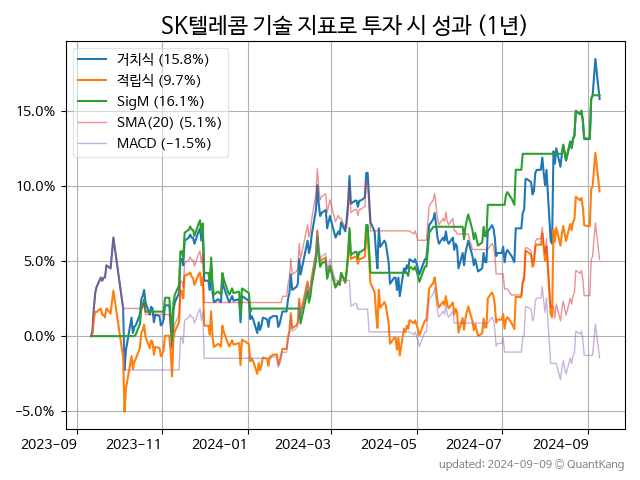 SK텔레콤 기술 지표로 투자 시 성과 (1년)
거치식 (15.8%)
적립식 (9.7%)
SigM (16.1%)
SMA(20) (5.1%)
MACD (−1.5%)
15.0%
10.0%
5.0%
0.0%
−5.0%
2023-09 2023-11 2024-01 2024-03 2024-05 2024-07 2024-09
updated: 2024-09-09 © QuantKang